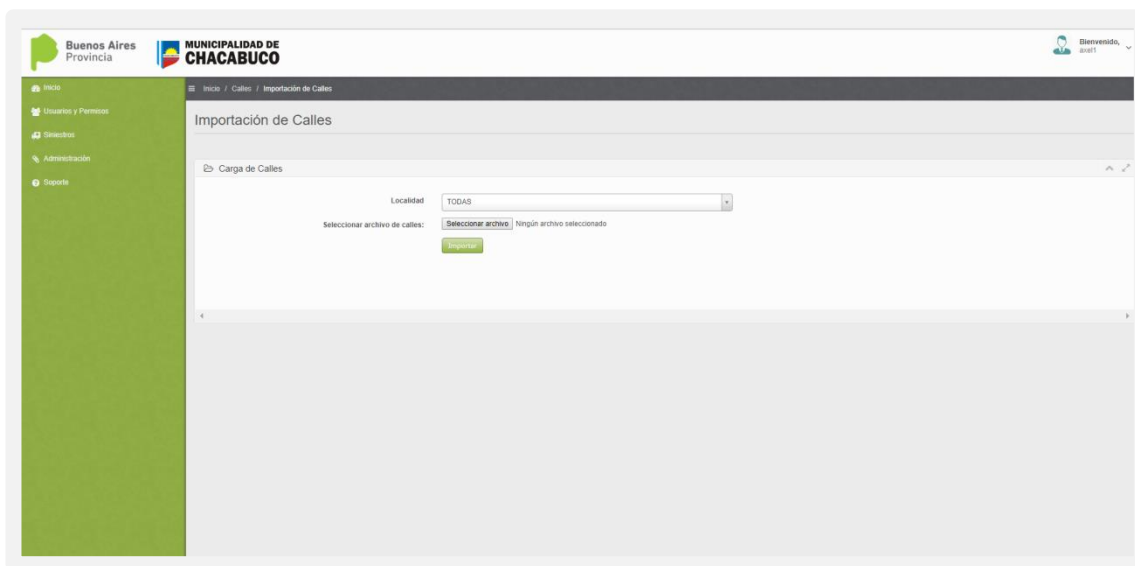 Buenos Aires
Provincia
MUNICIPALIDAD DE
CHACABUCO
Bienvenido,
axel1
Inicio
Usuarios y Permisos
Siniestros
Administración
Soporte
Inicio / Calles / Importación de Calles
Importación de Calles
Carga de Calles
Localidad
TODAS
Seleccionar archivo de calles:
Seleccionar archivo Ningún archivo seleccionado
Importar